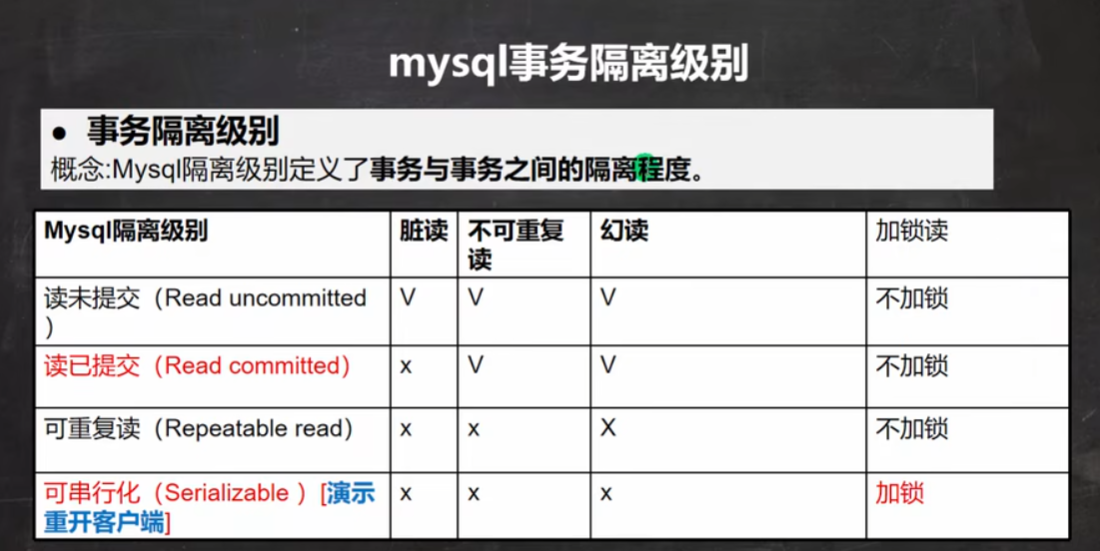 mysql事务隔离级别
● 事务隔离级别
概念:Mysql隔离级别定义了事务与事务之间的隔离程度。
Mysql隔离级别 脏读 不可重复 幻读 加锁读
读
读未提交（Read uncommitted V V V 不加锁
）
读已提交（Read committed） x V V 不加锁
可重复读（Repeatable read） x x X 不加锁
可串行化（Serializable ）[演示 x x x 加锁
重开客户端]